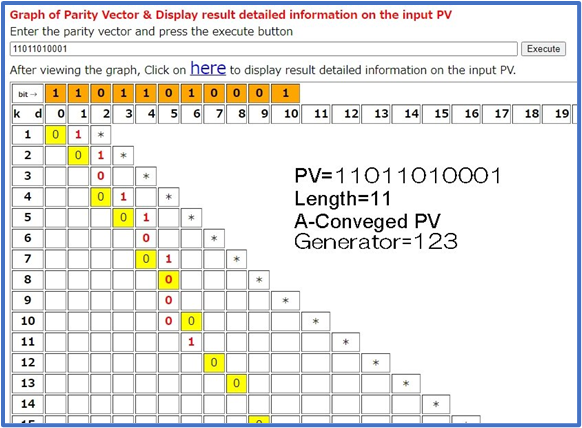 Graph of Parity Vector & Display result detailed information on the input PV
Enter the parity vector and press the execute button
11011010001 Execute
After viewing the graph, Click on here to display result detailed information on the input PV.
bit → 1 1 0 1 1 0 1 0 0 0 1
k d 0 1 2 3 4 5 6 7 8 9 10 11 12 13 14 15 16 17 18 19
1 0 1 *
2 0 1 *
3 0 *
4 0 1 *
5 0 1 *
6 0 *
7 0 1 *
8 0 *
9 0 *
10 0 0 *
11 1 *
12 0 *
13 0 *
14 *
15 0 *
PV=11011010001
Length=11
A-Conveged PV
Generator=123